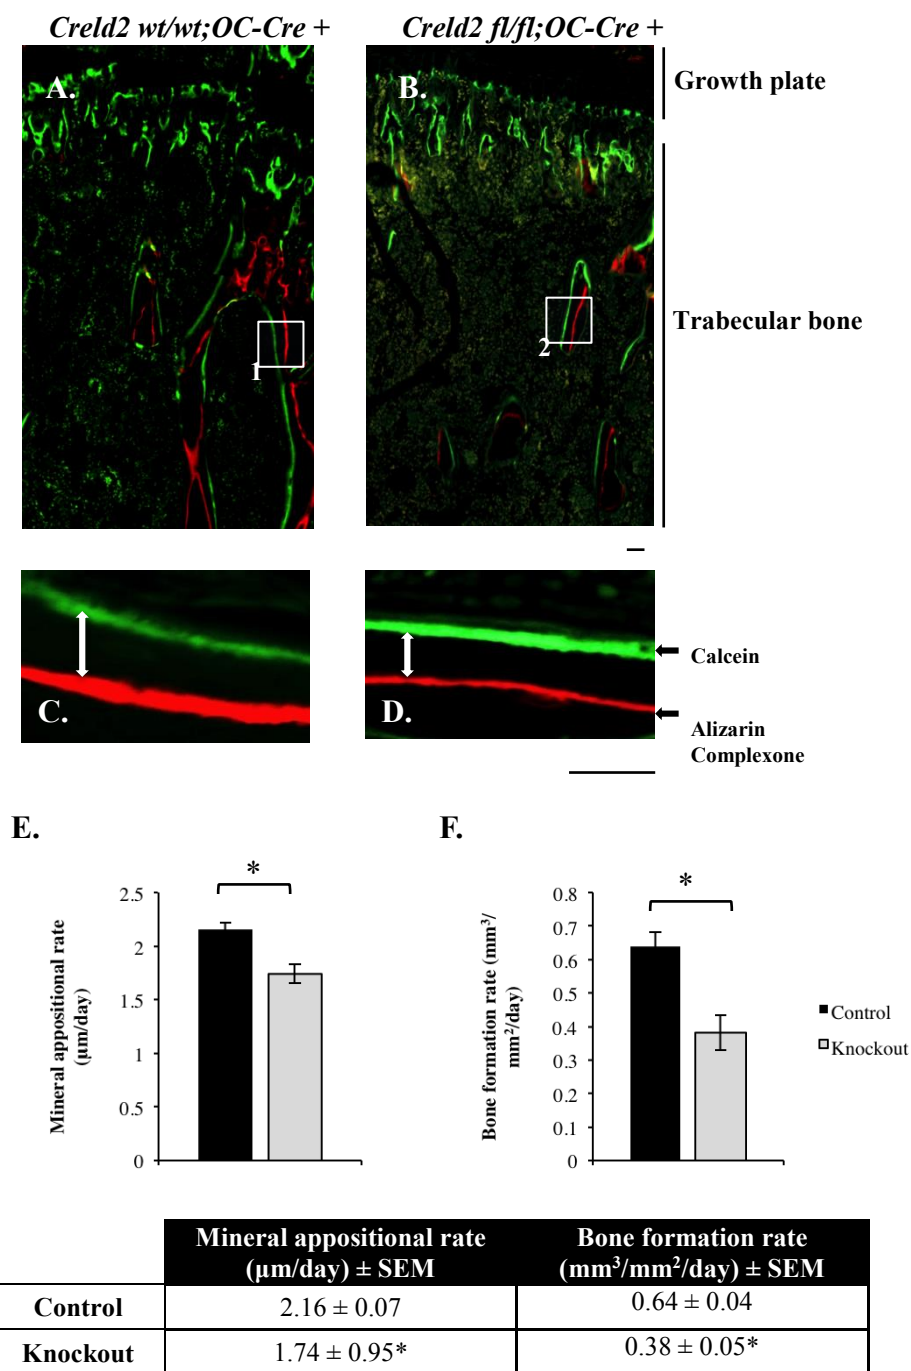 Creld2 wt/wt;OC-Cre +
Creld2 fl/fl;OC-Cre +
A.
B.
Growth plate
Trabecular bone
1
2
C.
D.
Calcein
Alizarin
Complexone
E.
F.
*
*
Mineral appositional rate
(µm/day)
2.5
2
1.5
1
0.5
0
Bone formation rate (mm³/
mm²/day)
0.8
0.7
0.6
0.5
0.4
0.3
0.2
0.1
0
Control
Knockout
Mineral appositional rate
(µm/day) ± SEM
Bone formation rate
(mm³/mm²/day) ± SEM
Control
2.16 ± 0.07
0.64 ± 0.04
Knockout
1.74 ± 0.95*
0.38 ± 0.05*